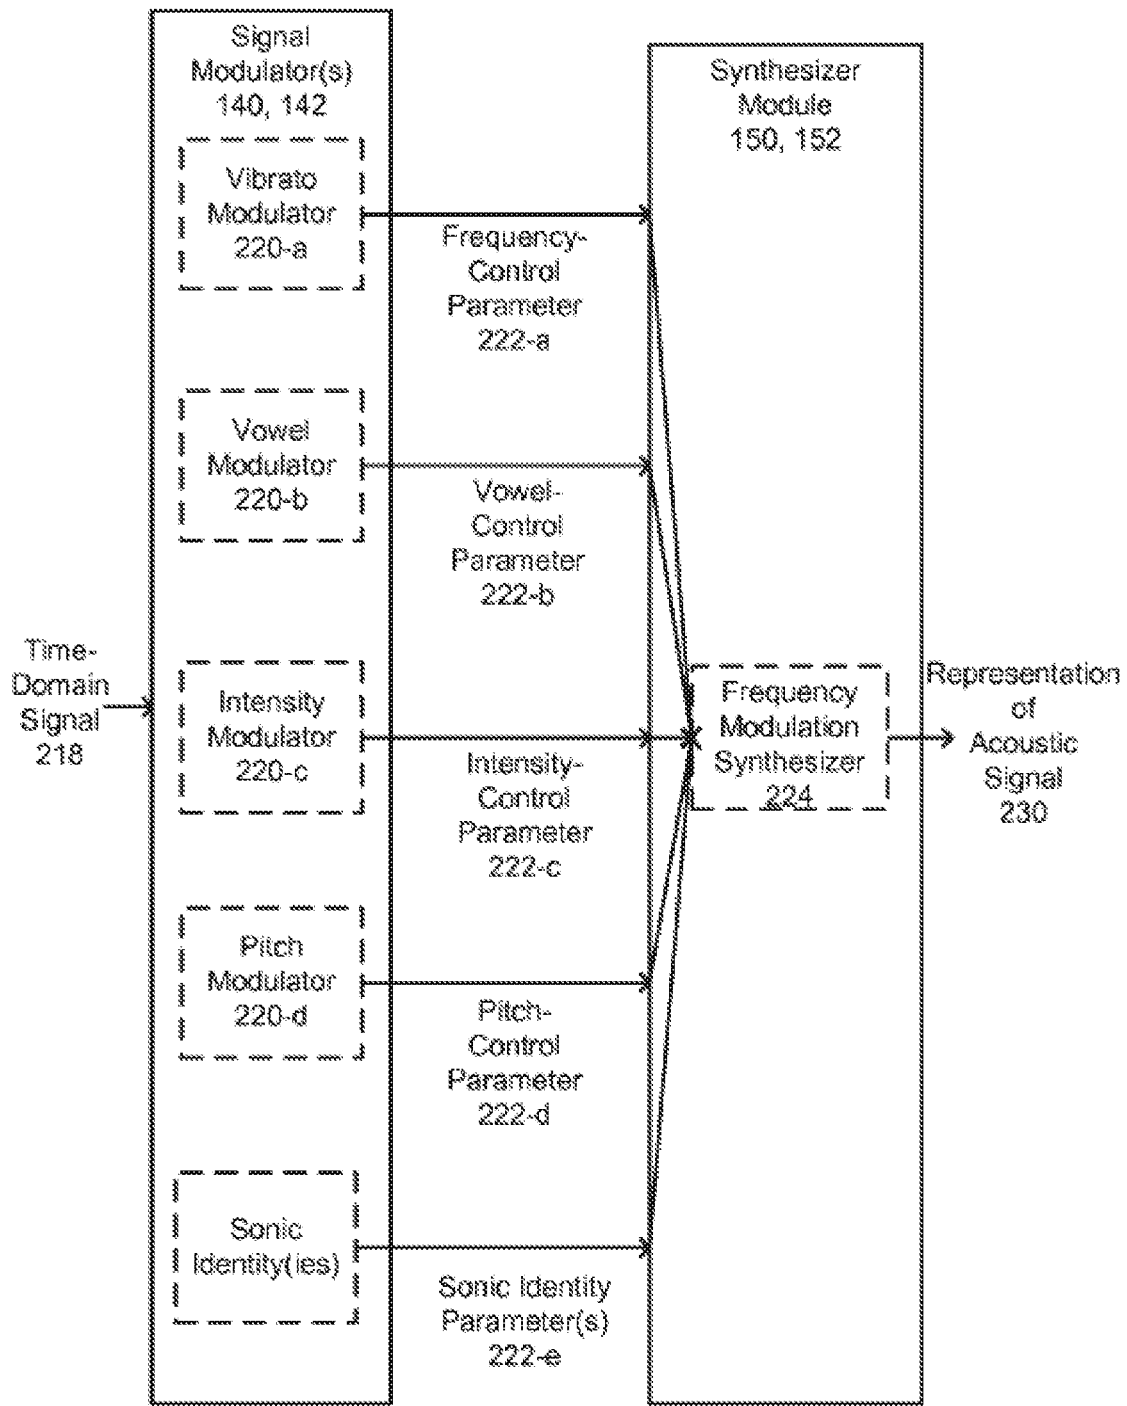 Signal
Modulator(s)
140, 142
Vibrato
Modulator
220-a
Vowel
Modulator
220-b
Time-
Domain
Signal
218
Intensity
Modulator
220-c
Pitch
Modulator
220-d
Sonic
Identity(ies)
Frequency-
Control
Parameter
222-a
Vowel-
Control
Parameter
222-b
Intensity-
Control
Parameter
222-c
Pitch-
Control
Parameter
222-d
Sonic Identity
Parameter(s)
222-e
Synthesizer
Module
150, 152
Frequency
Modulation
Synthesizer
224
Representation
of
Acoustic
Signal
230